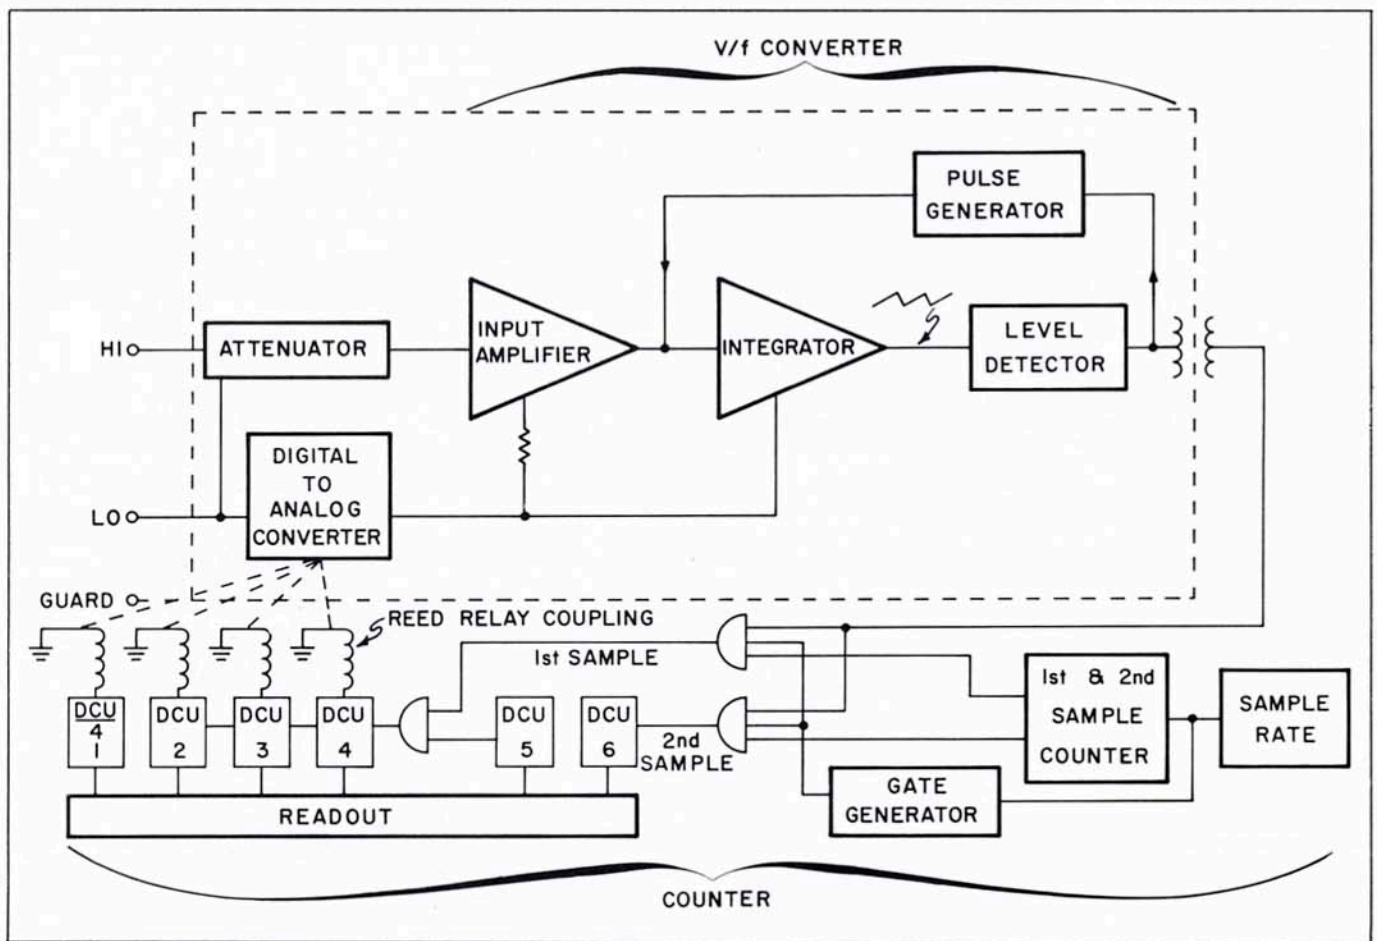 V/f CONVERTER
PULSE
GENERATOR
HI
ATTENUATOR
INPUT
AMPLIFIER
INTEGRATOR
LEVEL
DETECTOR
LO
DIGITAL
TO
ANALOG
CONVERTER
GUARD
REED RELAY COUPLING
1st SAMPLE
DCU
4
1
DCU
2
DCU
3
DCU
4
DCU
5
DCU
6
2nd
SAMPLE
1st & 2nd
SAMPLE
COUNTER
SAMPLE
RATE
GATE
GENERATOR
READOUT
COUNTER